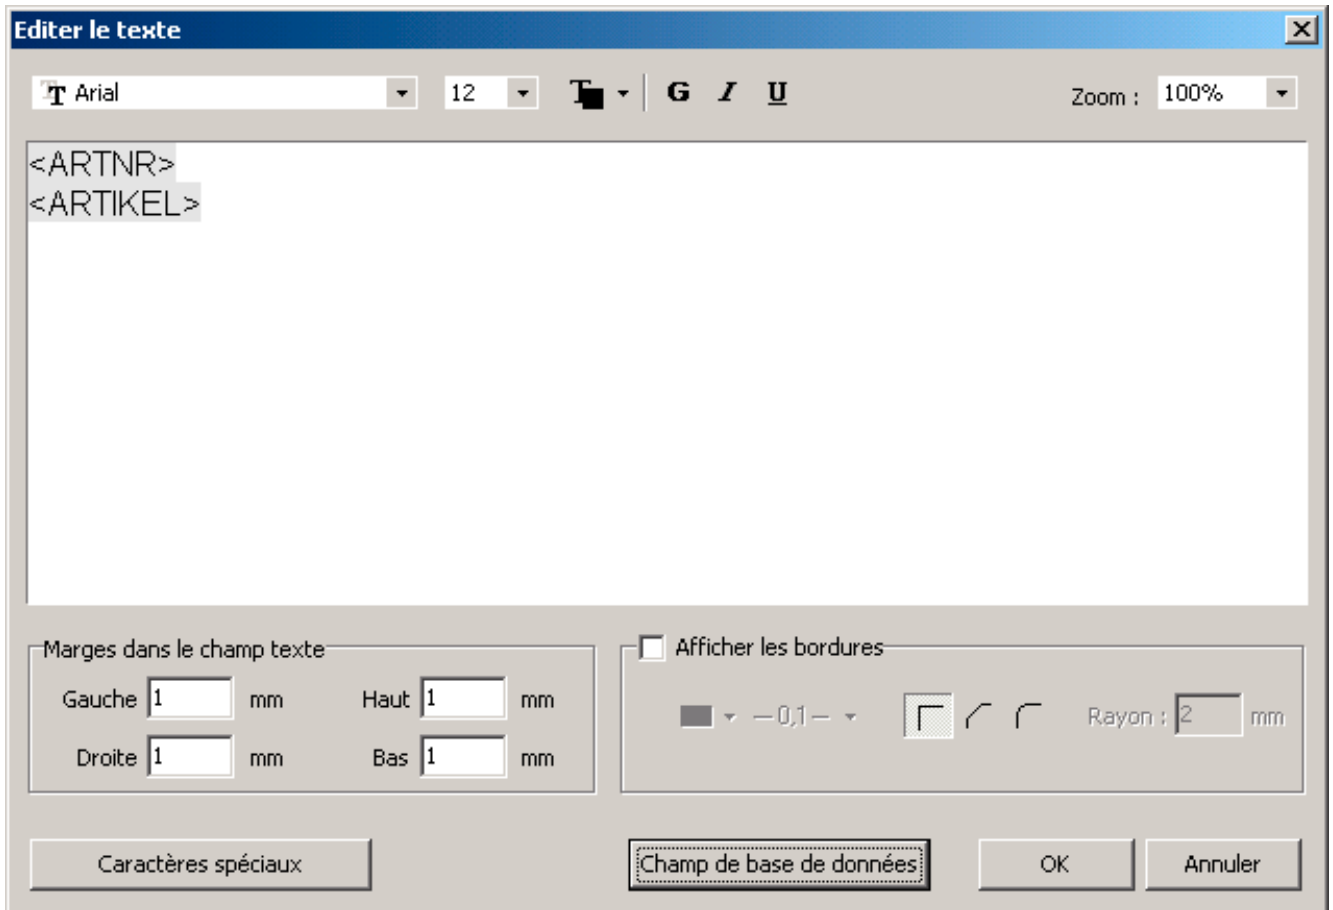 Editer le texte
Arial 12 G I U Zoom : 100%
<ARTNR>
<ARTIKEL>
Marges dans le champ texte
Gauche 1 mm Haut 1 mm
Droite 1 mm Bas 1 mm
Afficher les bordures
0,1 Rayon : 2 mm
Caractères spéciaux Champ de base de données OK Annuler